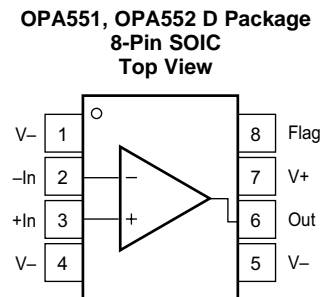 OPA551, OPA552 D Package
8-Pin SOIC
Top View
V– 1 8 Flag
–In 2 – 7 V+
+In 3 + 6 Out
V– 4 5 V–